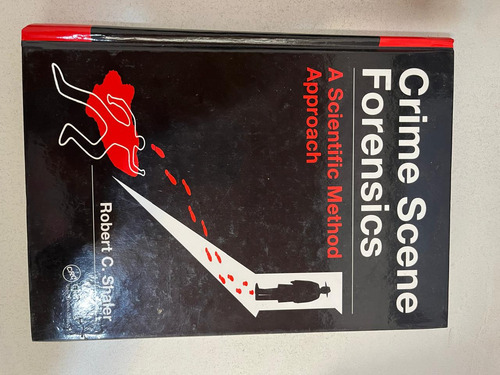 Crime Scene
Forensics
A Scientific Method
Approach
Robert C. Shaler